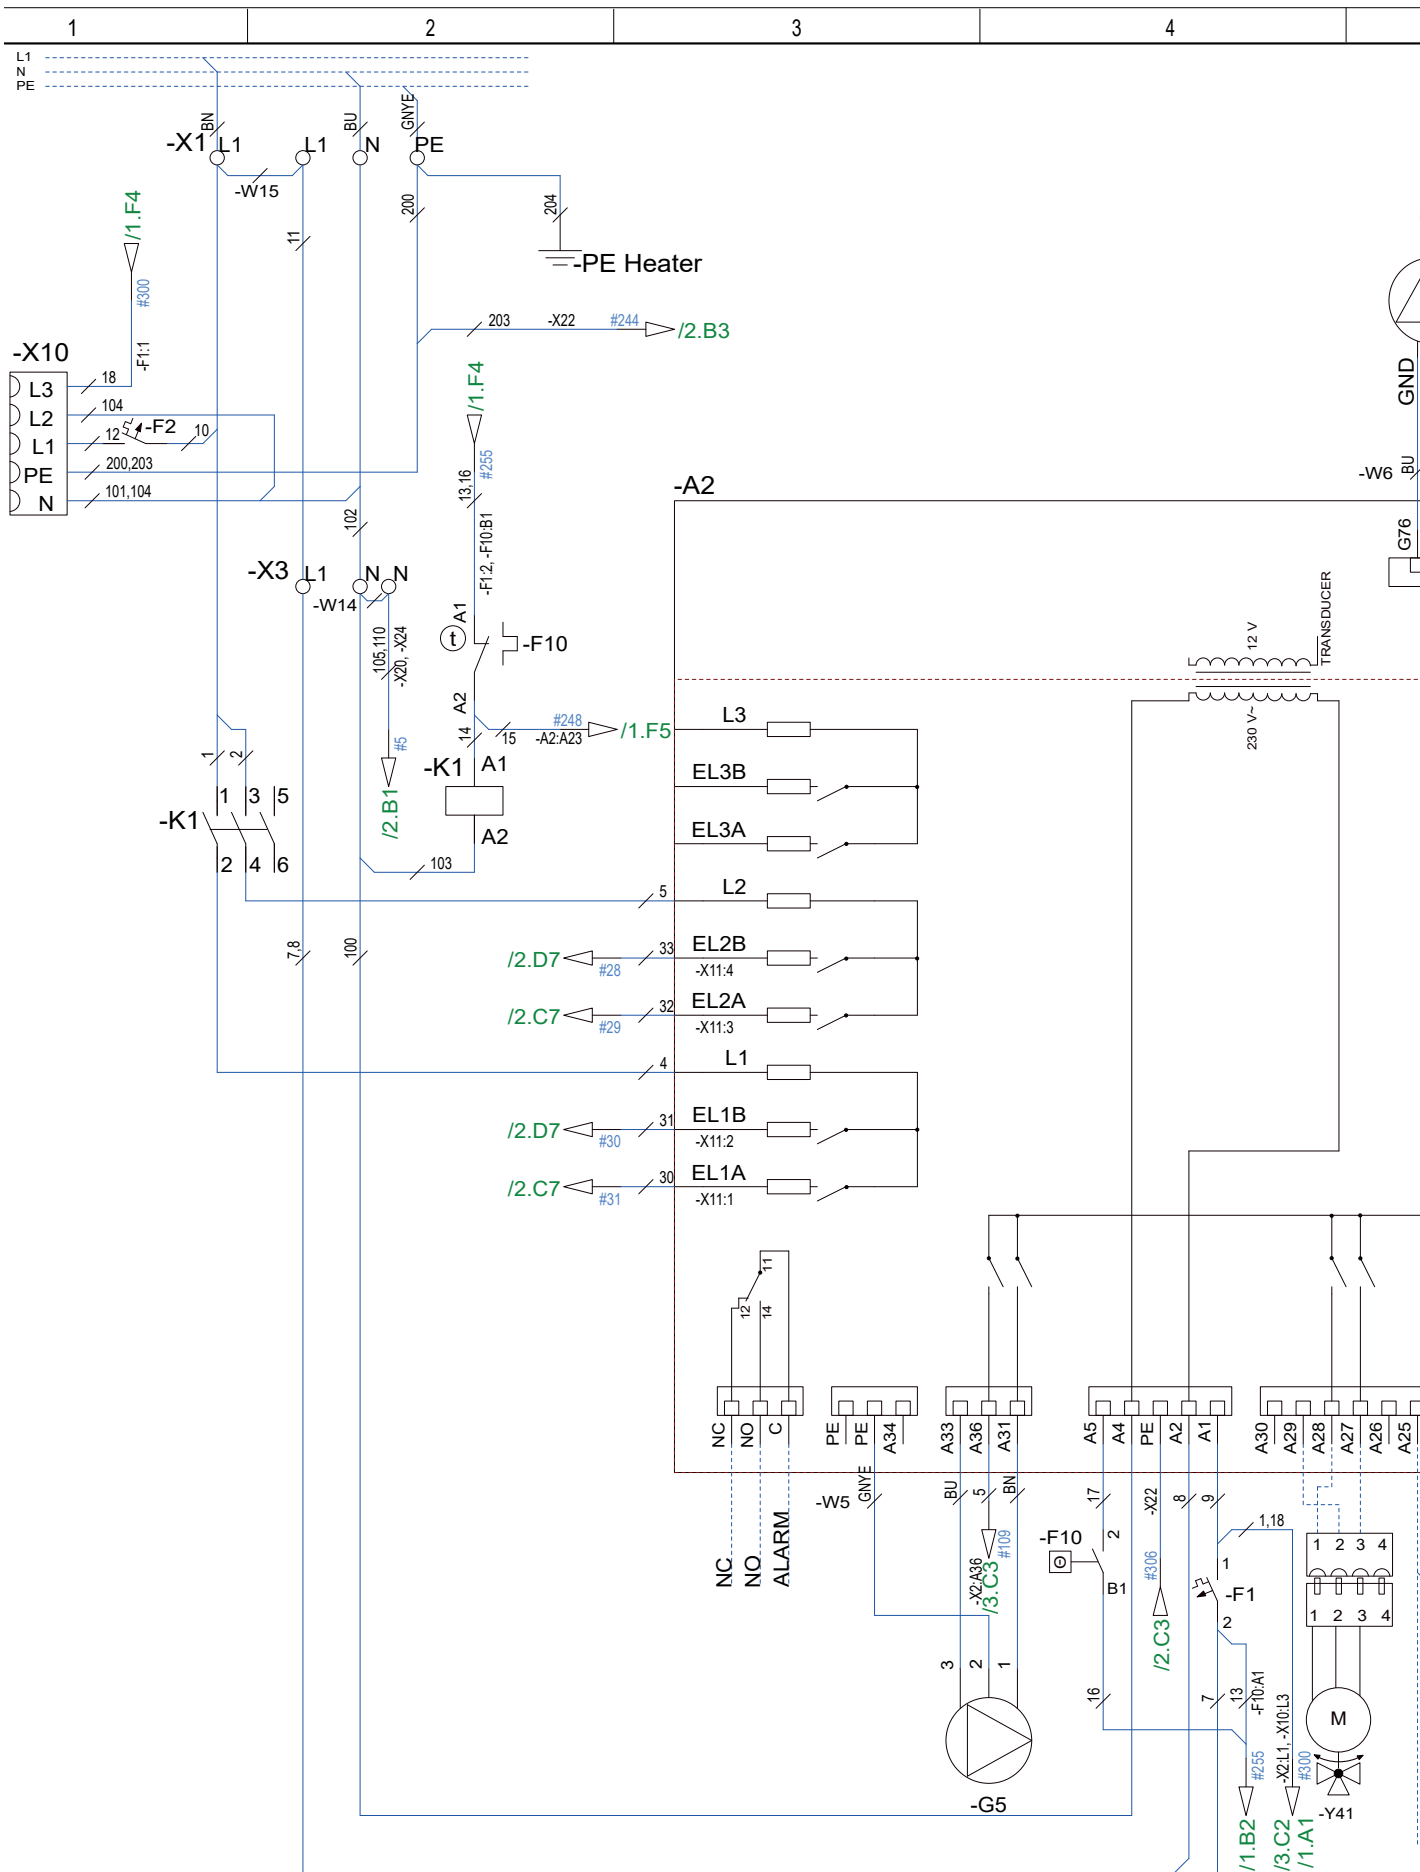 1 2 3 4
L1
N
PE
BN BU GNYE
-X1 L1 L1 N PE
-W15
200 204
/1.F4
11
-PE Heater
#300
203 -X22 #244 /2.B3
-F1:1
-X10
/1.F4
GND
L3 18
L2 104
L1 12 -F2 10
PE 200,203
N 101,104
13,16 #255
-W6 BU
-A2
102
-F1:2, -F10:B1
G76
-X3 L1 N N
-W14
A1
t -F10
105,110
-X20, -X24
12 V
TRANSDUCER
A2
#248
14 15 -A2:A23 /1.F5
L3
230 V~
1 2
#5
-K1 A1
EL3B
/2.B1
1 3 5
-K1
A2
EL3A
2 4 6
103
5 L2
7,8 100
/2.D7 #28 33 EL2B
-X11:4
/2.C7 #29 32 EL2A
-X11:3
4 L1
/2.D7 #30 31 EL1B
-X11:2
/2.C7 #31 30 EL1A
-X11:1
11
12 14
NC NO C PE PE A34 A33 A36 A31 A5 A4 PE A2 A1 A30 A29 A28 A27 A26 A25
-W5 GNYE BU 5 BN 17 -X22 8 9
1,18
NC NO ALARM
-X2:A36 #109
/3.C3
-F10 2
B1
#306
/2.C3
1
-F1
2
1 2 3 4
1 2 3 4
3 2 1
16 7 13 -F10:A1
-X2:L1, -X10:L3
M
#255 #300
-G5
-Y41
/1.B2 /3.C2 /1.A1